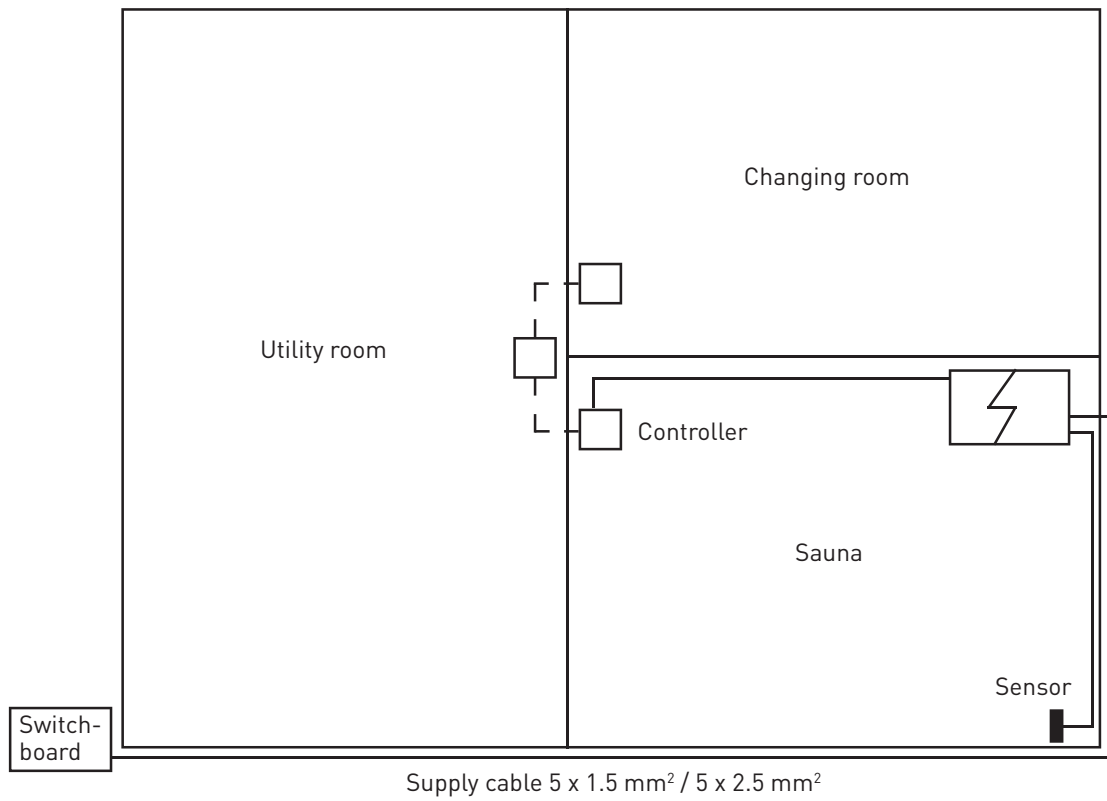 Changing room
Utility room
Controller
Sauna
Sensor
Switch-
board
Supply cable 5 x 1.5 mm² / 5 x 2.5 mm²